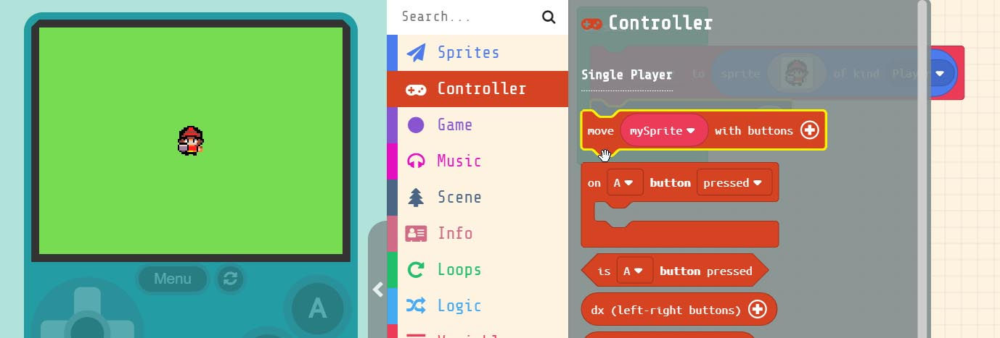 Search...
Sprites
Controller
Game
Music
Scene
Info
Loops
Logic
Menu
A
Controller
Single Player
to sprite of kind Play
move mySprite with buttons
on A button pressed
is A button pressed
dx (left-right buttons)